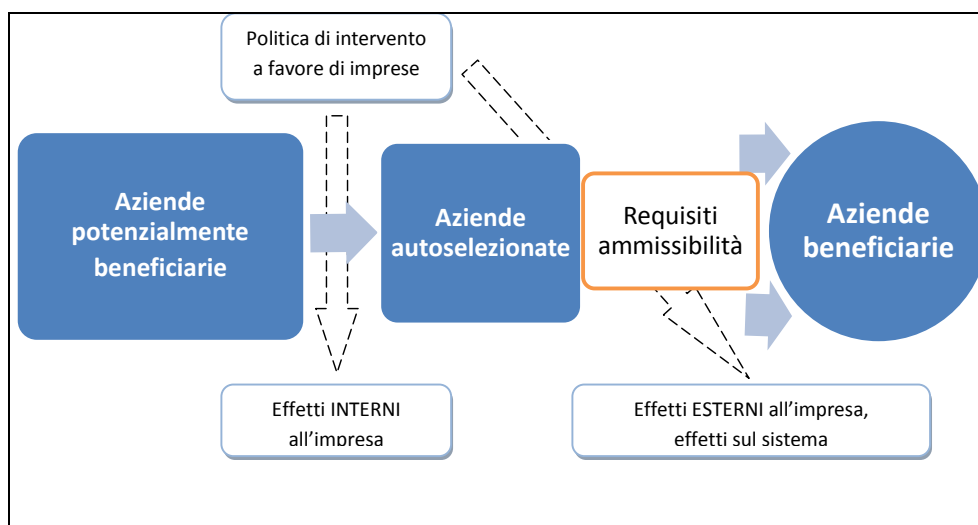 Politica di intervento
a favore di imprese
Aziende
potenzialmente
beneficiarie
Aziende
autoselezionate
Requisiti
ammissibilità
Aziende
beneficiarie
Effetti INTERNI
all’impresa
Effetti ESTERNI all’impresa,
effetti sul sistema